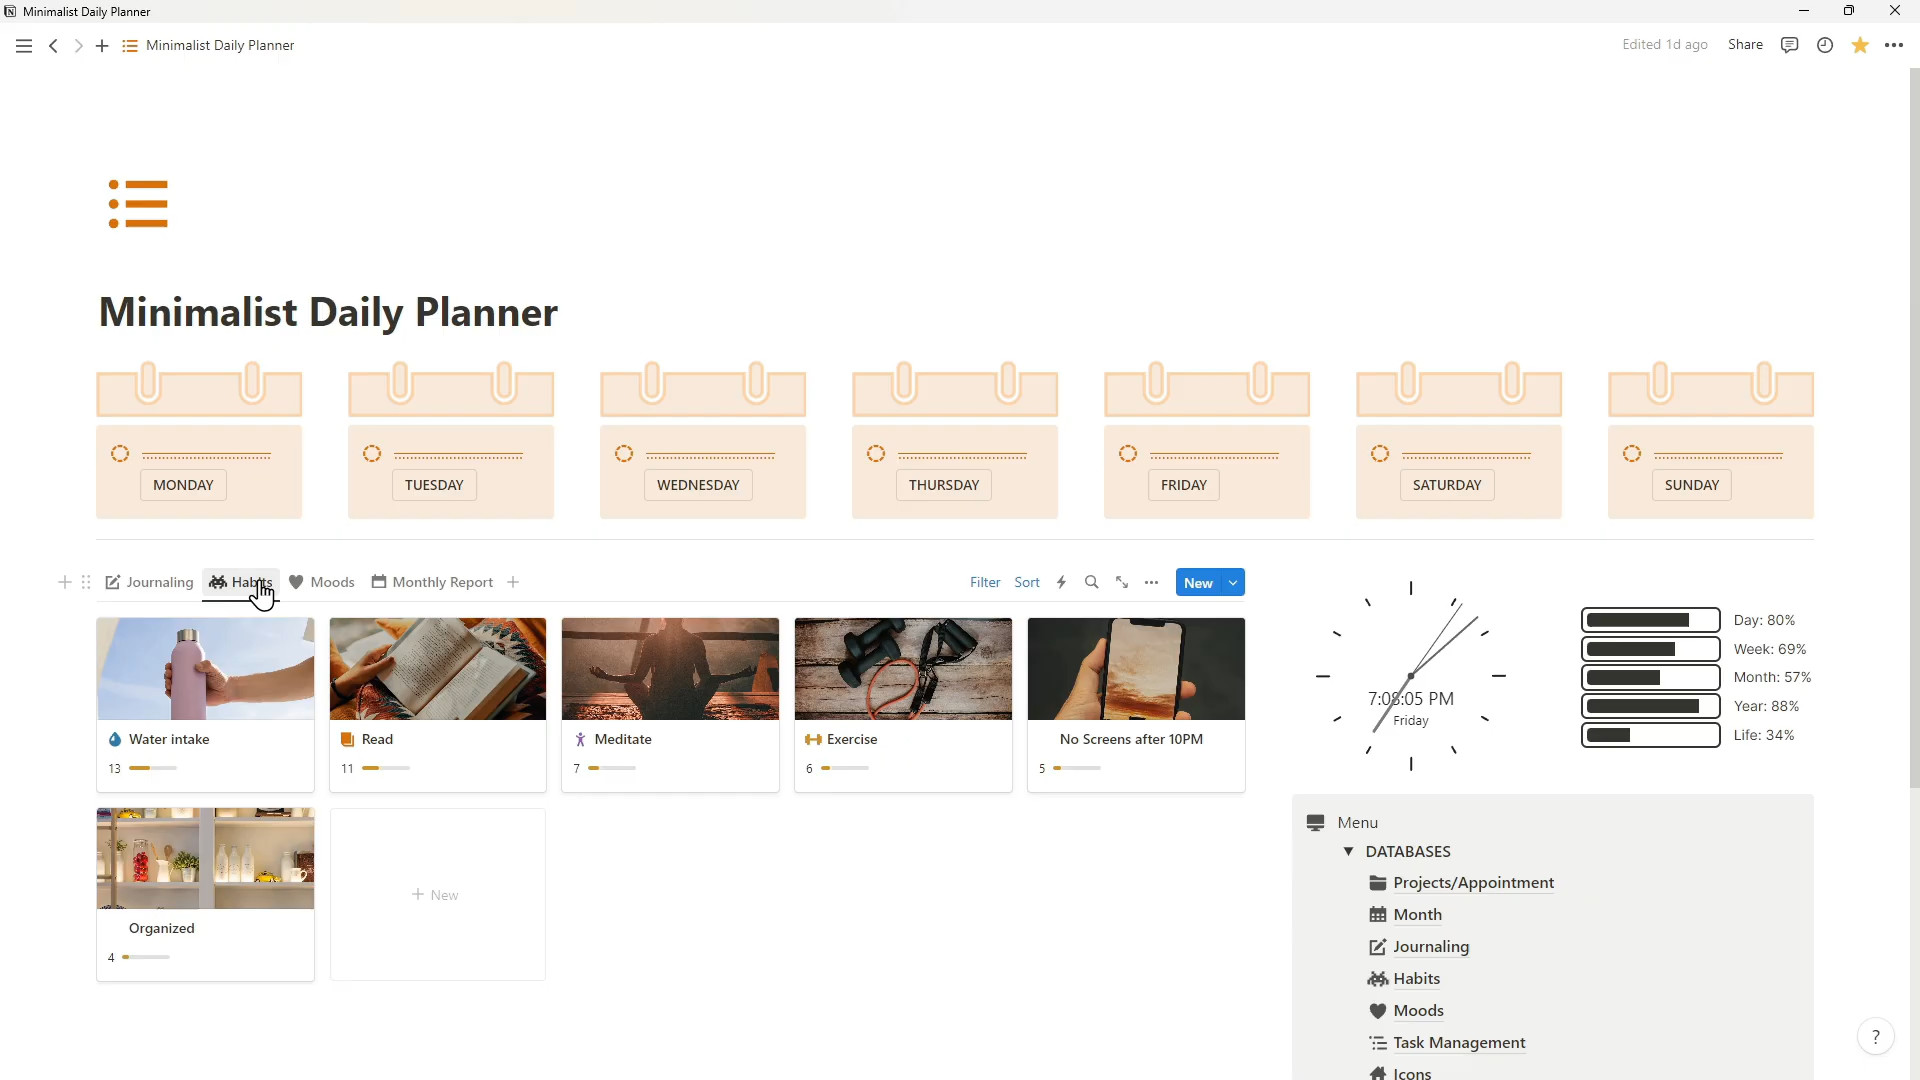 Minimalist Daily Planner
Minimalist Daily Planner
Edited 1d ago
Share
Minimalist Daily Planner
MONDAY
TUESDAY
WEDNESDAY
THURSDAY
FRIDAY
SATURDAY
SUNDAY
Journaling
Habits
Moods
Monthly Report
Filter
Sort
New
Water intake
13
Read
11
Meditate
7
Exercise
6
No Screens after 10PM
5
Organized
4
New
7:08:05 PM
Friday
Day: 80%
Week: 69%
Month: 57%
Year: 88%
Life: 34%
Menu
DATABASES
Projects/Appointment
Month
Journaling
Habits
Moods
Task Management
Icons
?